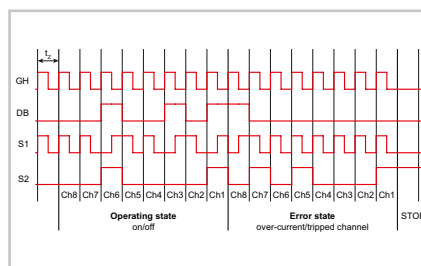 tz
GH
DB
S1
S2
Ch8 Ch7 Ch6 Ch5 Ch4 Ch3 Ch2 Ch1 Ch8 Ch7 Ch6 Ch5 Ch4 Ch3 Ch2 Ch1
Operating state Error state STOP
on/off over-current/tripped channel